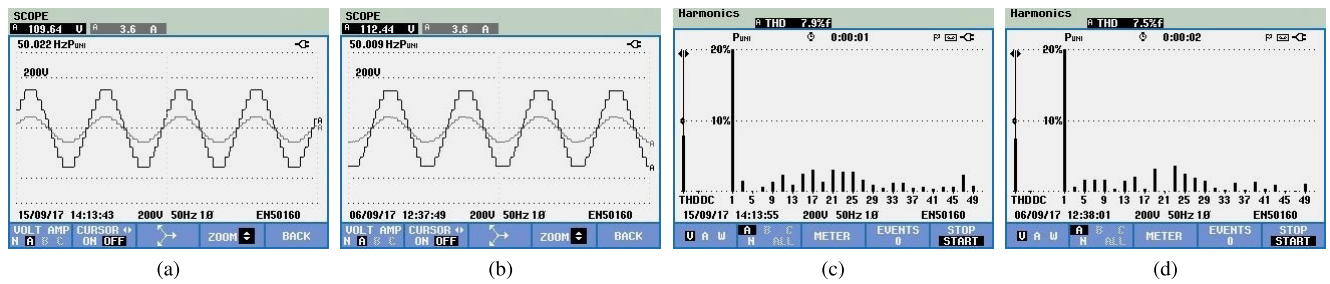 SCOPE
A 109.64 V A 3.6 A
50.022 Hz PUNI
200V
A
A
15/09/17 14:13:43 200V 50Hz 1Ø EN50160
VOLT AMP
N A B C
CURSOR
ON OFF
ZOOM
BACK
(a)
SCOPE
A 112.44 V A 3.6 A
50.009 Hz PUNI
200V
A
A
06/09/17 12:37:49 200V 50Hz 1Ø EN50160
VOLT AMP
N A B C
CURSOR
ON OFF
ZOOM
BACK
(b)
Harmonics
A THD 7.9%f
PUNI 0:00:01
20%
10%
THDDC 1 5 9 13 17 21 25 29 33 37 41 45 49
15/09/17 14:13:55 200V 50Hz 1Ø EN50160
V A W
A B C
N ALL
METER
EVENTS
0
STOP
START
(c)
Harmonics
A THD 7.5%f
PUNI 0:00:02
20%
10%
THDDC 1 5 9 13 17 21 25 29 33 37 41 45 49
06/09/17 12:38:01 200V 50Hz 1Ø EN50160
V A W
A B C
N ALL
METER
EVENTS
0
STOP
START
(d)